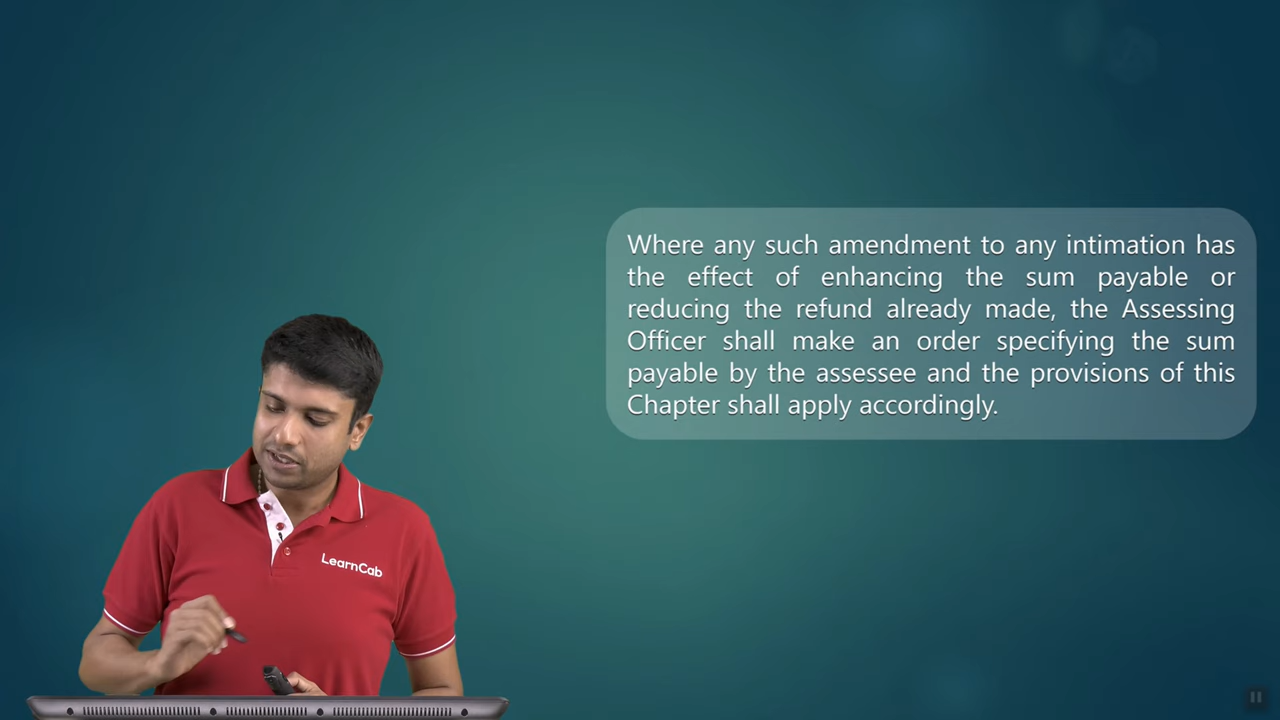 Where any such amendment to any intimation has
the effect of enhancing the sum payable or
reducing the refund already made, the Assessing
Officer shall make an order specifying the sum
payable by the assessee and the provisions of this
Chapter shall apply accordingly.
LearnCab